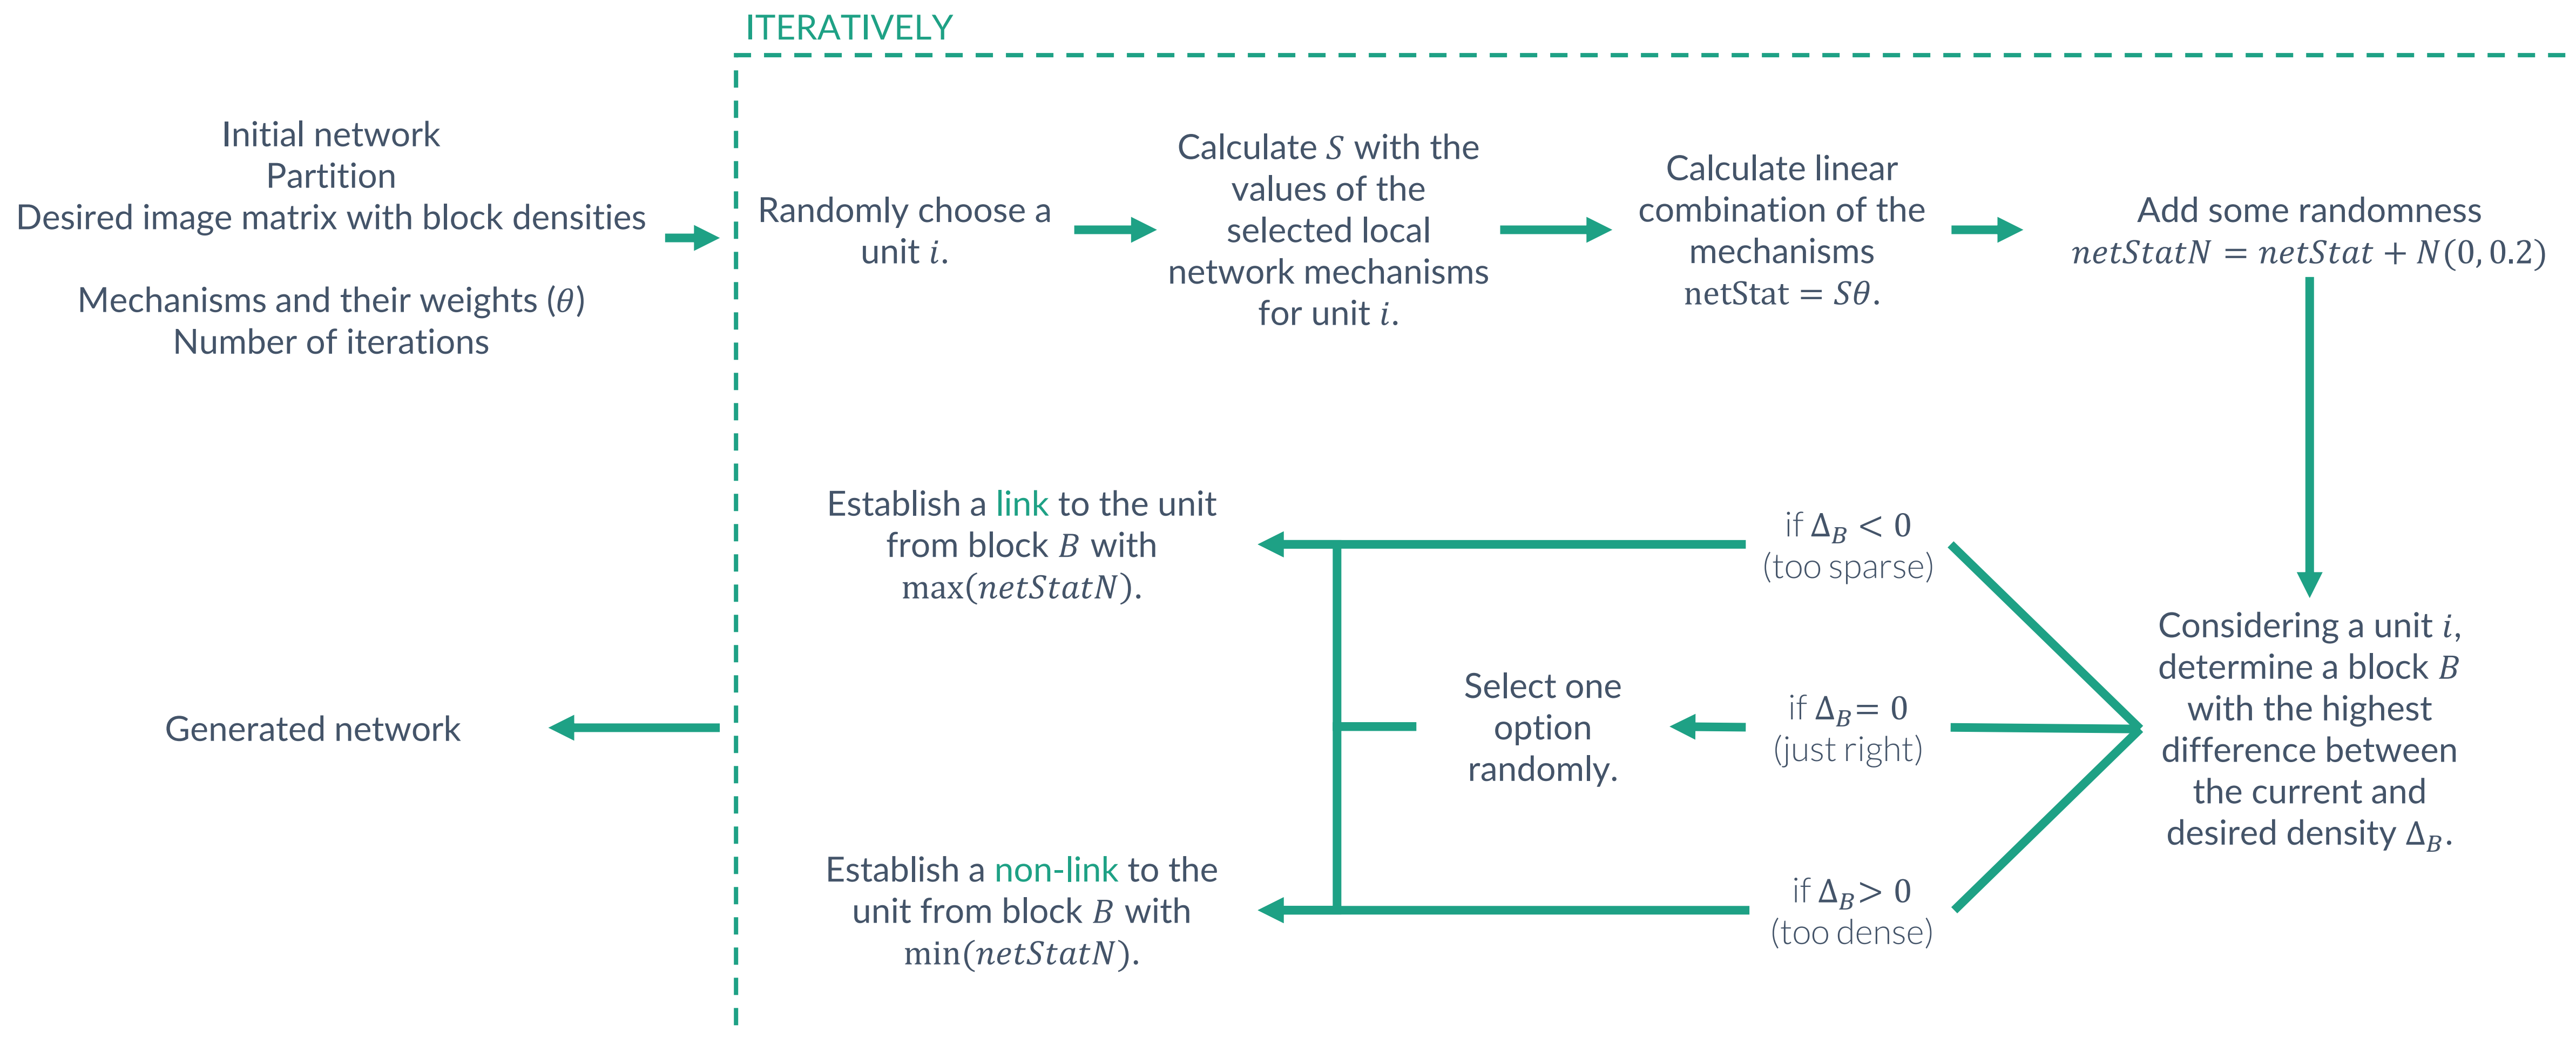 ITERATIVELY
Initial network
Partition
Desired image matrix with block densities
Mechanisms and their weights (θ)
Number of iterations
Randomly choose a
unit i.
Calculate S with the
values of the
selected local
network mechanisms
for unit i.
Calculate linear
combination of the
mechanisms
netStat = Sθ.
Add some randomness
netStatN = netStat + N(0, 0.2)
Considering a unit i,
determine a block B
with the highest
difference between
the current and
desired density Δ_B.
if Δ_B < 0
(too sparse)
if Δ_B = 0
(just right)
if Δ_B > 0
(too dense)
Select one
option
randomly.
Establish a link to the unit
from block B with
max(netStatN).
Establish a non-link to the
unit from block B with
min(netStatN).
Generated network